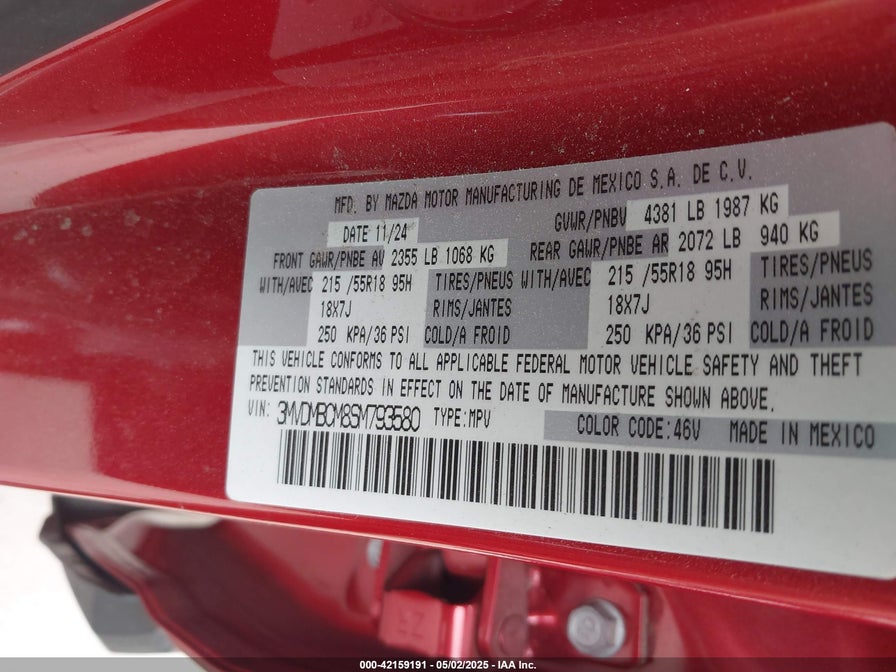 MFD. BY MAZDA MOTOR MANUFACTURING DE MEXICO S.A. DE C.V.
DATE 11/24 GVWR/PNBV 4381 LB 1987 KG
FRONT GAWR/PNBE AV 2355 LB 1068 KG REAR GAWR/PNBE AR 2072 LB 940 KG
WITH/AVEC 215 /55R18 95H TIRES/PNEUS WITH/AVEC 215 /55R18 95H TIRES/PNEUS
18X7J RIMS/JANTES 18X7J RIMS/JANTES
250 KPA/36 PSI COLD/A FROID 250 KPA/36 PSI COLD/A FROID
THIS VEHICLE CONFORMS TO ALL APPLICABLE FEDERAL MOTOR VEHICLE SAFETY AND THEFT
PREVENTION STANDARDS IN EFFECT ON THE DATE OF MANUFACTURE SHOWN ABOVE.
VIN: 3MVDMBCM8SM793580 TYPE:MPV COLOR CODE:46V MADE IN MEXICO
000-42159191 - 05/02/2025 - IAA Inc.